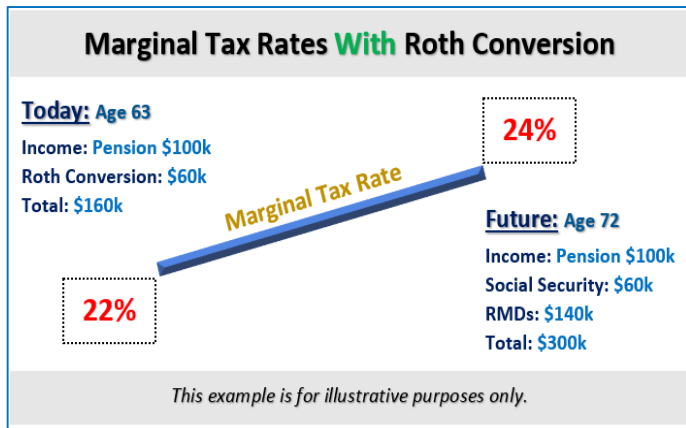 Marginal Tax Rates With Roth Conversion
Today: Age 63
Income: Pension $100k
Roth Conversion: $60k
Total: $160k
22%
Marginal Tax Rate
24%
Future: Age 72
Income: Pension $100k
Social Security: $60k
RMDs: $140k
Total: $300k
This example is for illustrative purposes only.